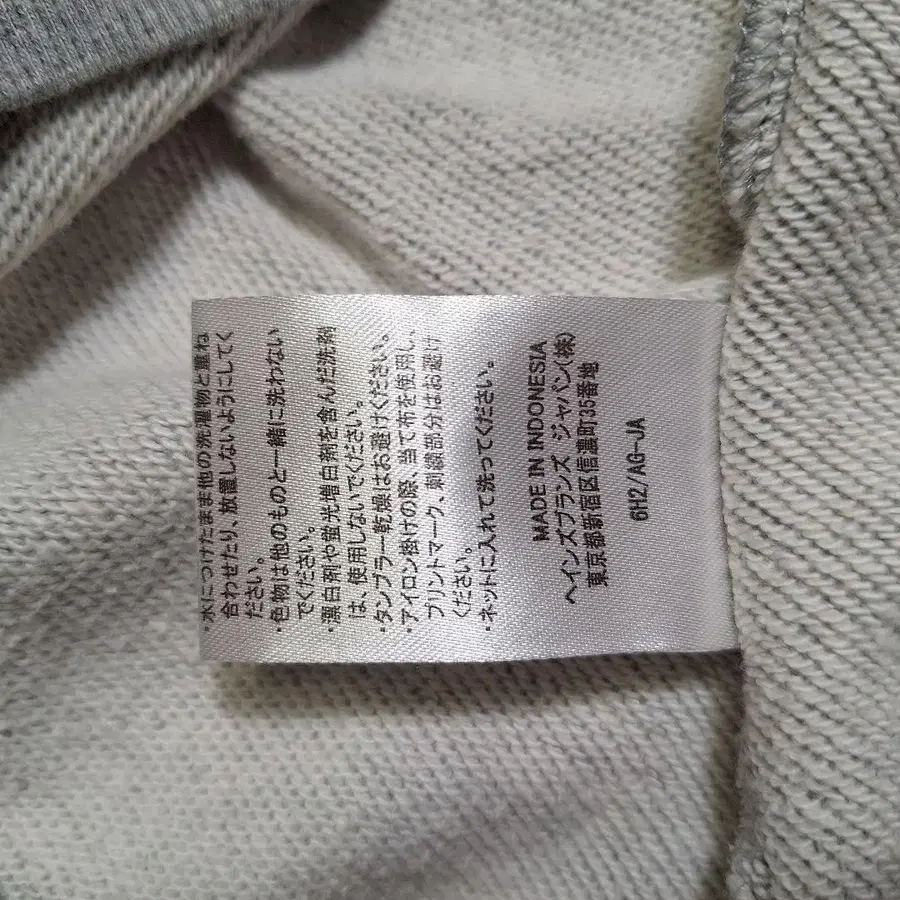 ・水につけたまま他の洗濯物と重ね
合わせたり、放置しないようにしてく
ださい。
・色物は他のものと一緒に洗わない
でください。
・漂白剤や蛍光増白剤を含んだ洗剤
は、使用しないでください。
・タンブラー乾燥はお避けください。
・アイロン掛けの際、当て布を使用し、
プリントマーク、刺繍部分はお避け
ください。
・ネットに入れて洗ってください。
MADE IN INDONESIA
ヘインズブランズ ジャパン(株)
東京都新宿区信濃町35番地
6H2/AG-JA